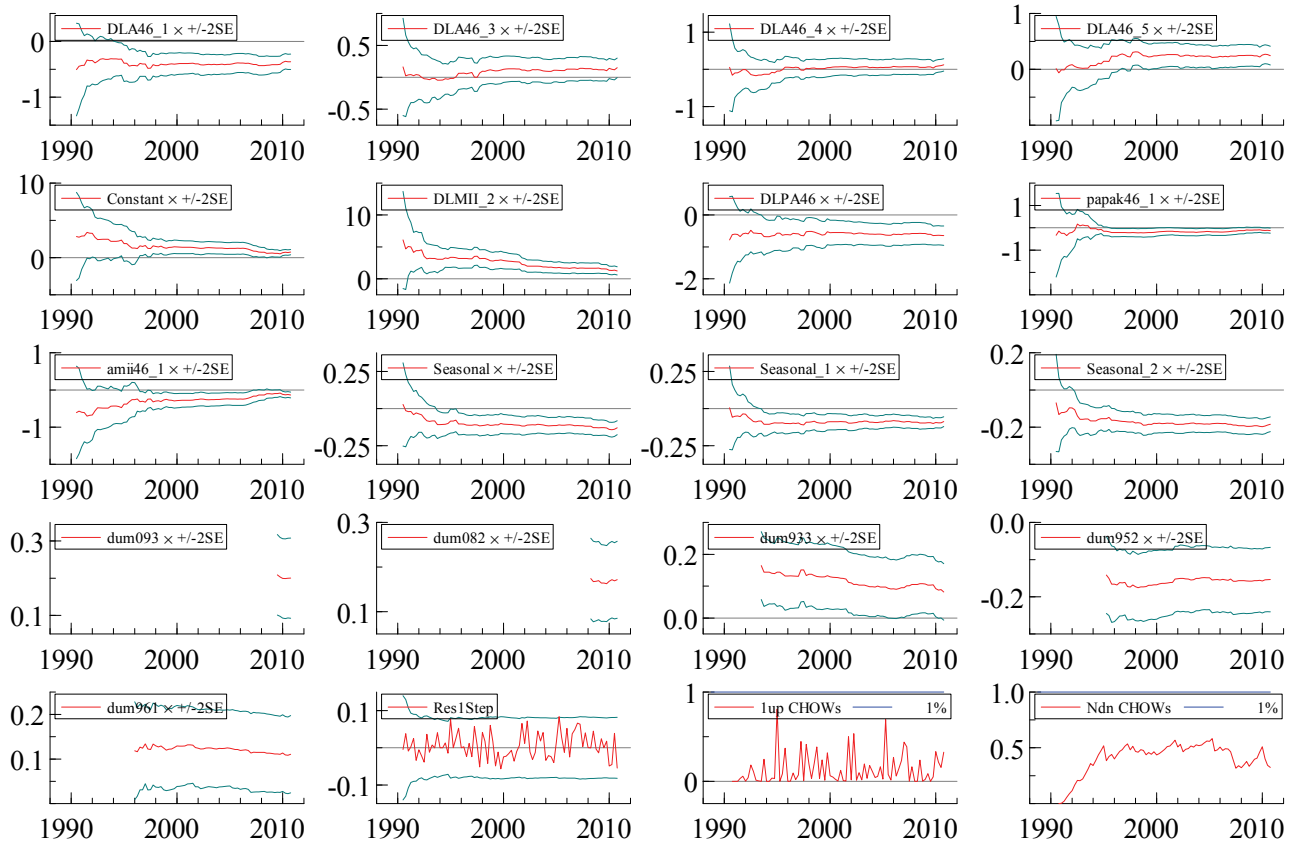 DLA46_1 × +/-2SE
0
-1
1990 2000 2010
DLA46_3 × +/-2SE
0.5
-0.5
1990 2000 2010
DLA46_4 × +/-2SE
1
-1
1990 2000 2010
DLA46_5 × +/-2SE
1
0
1990 2000 2010
Constant × +/-2SE
10
0
1990 2000 2010
DLMII_2 × +/-2SE
10
0
1990 2000 2010
DLPA46 × +/-2SE
0
-2
1990 2000 2010
papak46_1 × +/-2SE
1
-1
1990 2000 2010
amii46_1 × +/-2SE
1
-1
1990 2000 2010
Seasonal × +/-2SE
0.25
-0.25
1990 2000 2010
Seasonal_1 × +/-2SE
0.25
-0.25
1990 2000 2010
Seasonal_2 × +/-2SE
0.2
-0.2
1990 2000 2010
dum093 × +/-2SE
0.3
0.1
1990 2000 2010
dum082 × +/-2SE
0.3
0.1
1990 2000 2010
dum933 × +/-2SE
0.2
0.0
1990 2000 2010
dum952 × +/-2SE
0.0
-0.2
1990 2000 2010
dum961 × +/-2SE
0.2
0.1
1990 2000 2010
Res1Step
0.1
-0.1
1990 2000 2010
1up CHOWs 1%
1
0
1990 2000 2010
Ndn CHOWs 1%
1.0
0.5
1990 2000 2010